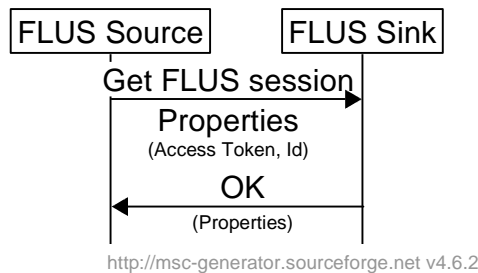 FLUS Source
FLUS Sink
Get FLUS session
Properties
(Access Token, Id)
OK
(Properties)
http://msc-generator.sourceforge.net v4.6.2